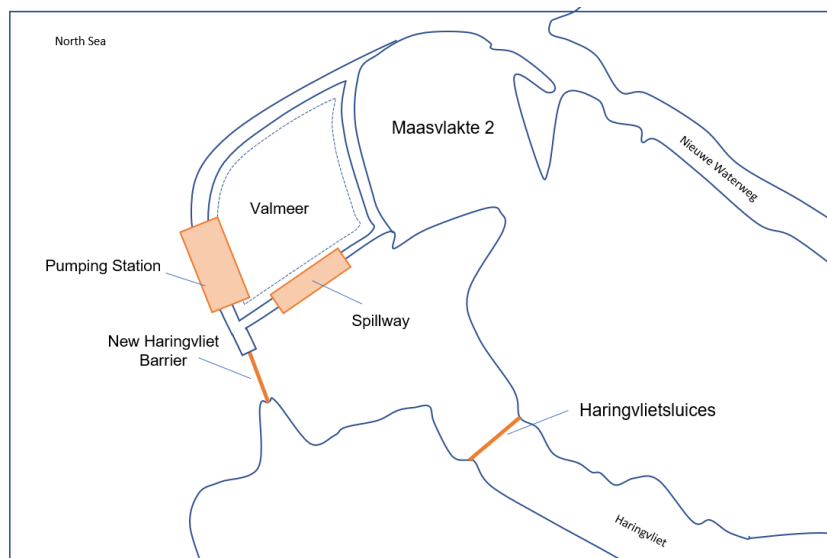 North Sea
Maasvlakte 2
Nieuwe Waterweg
Valmeer
Pumping Station
Spillway
New Haringvliet
Barrier
Haringvlietsluices
Haringvliet